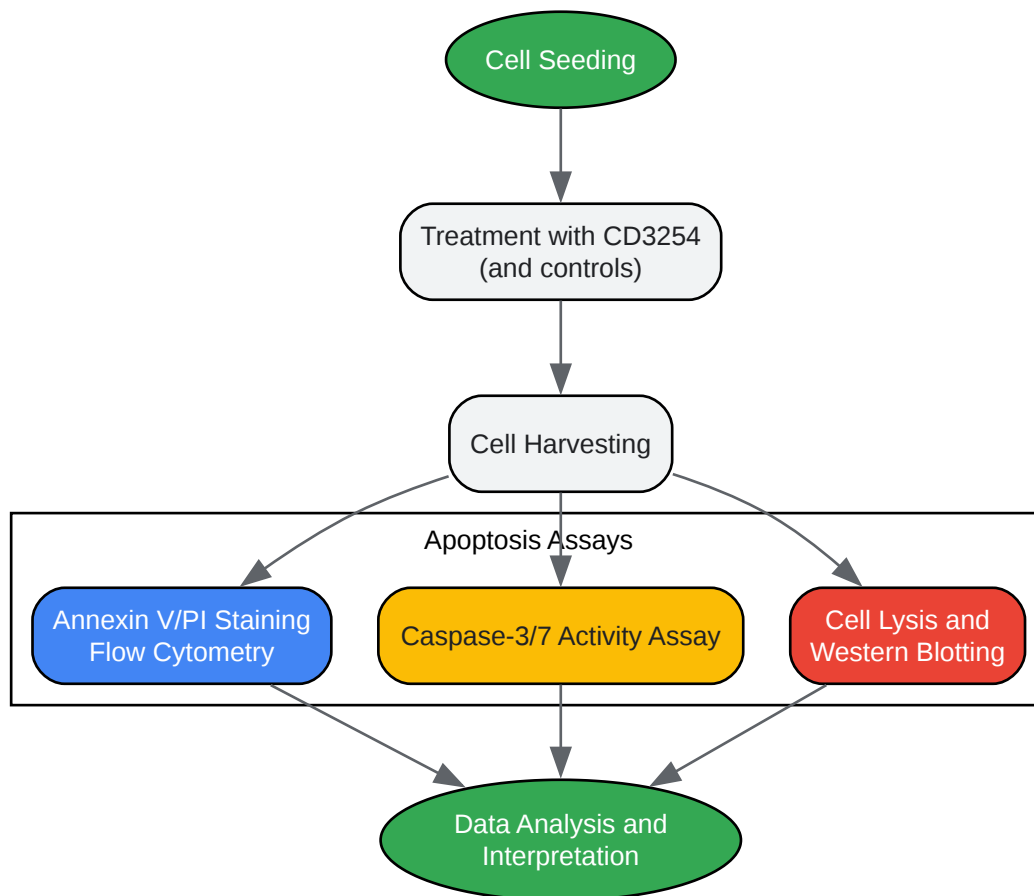 Cell Seeding
Treatment with CD3254
(and controls)
Cell Harvesting
Apoptosis Assays
Annexin V/PI Staining
Flow Cytometry
Caspase-3/7 Activity Assay
Cell Lysis and
Western Blotting
Data Analysis and
Interpretation